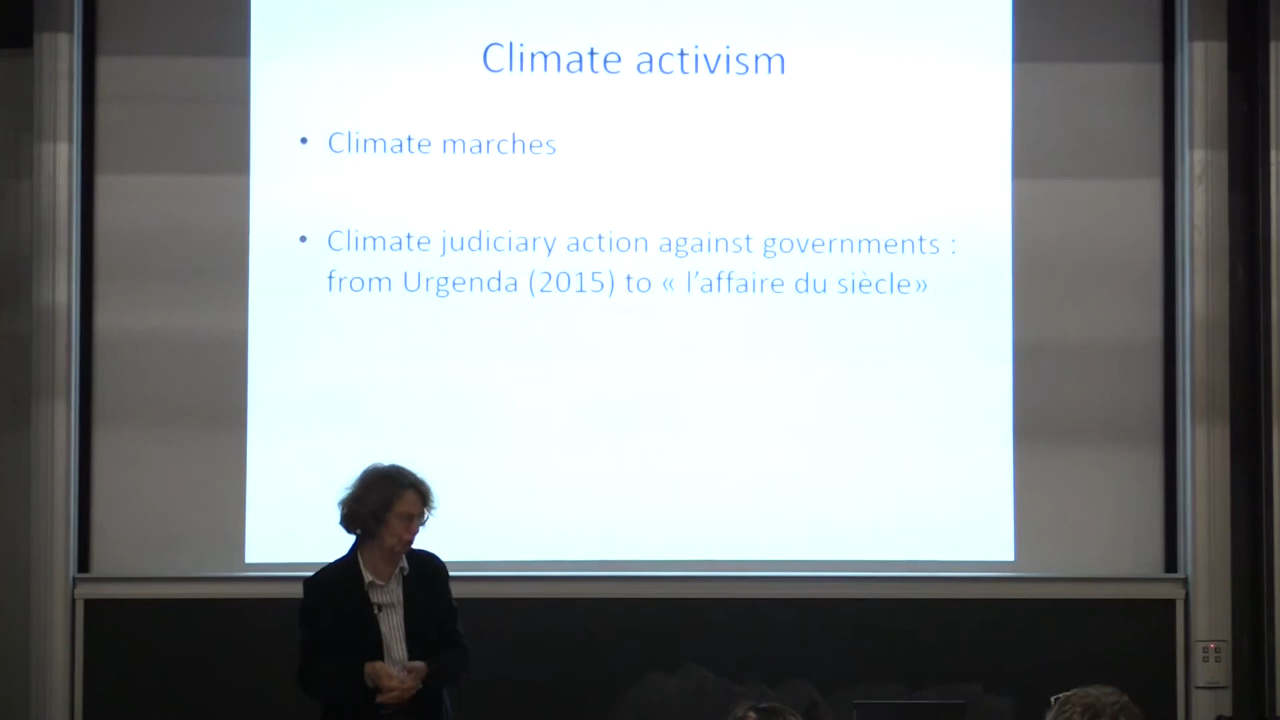 Climate activism
• Climate marches
• Climate judiciary action against governments :
from Urgenda (2015) to « l’affaire du siècle»